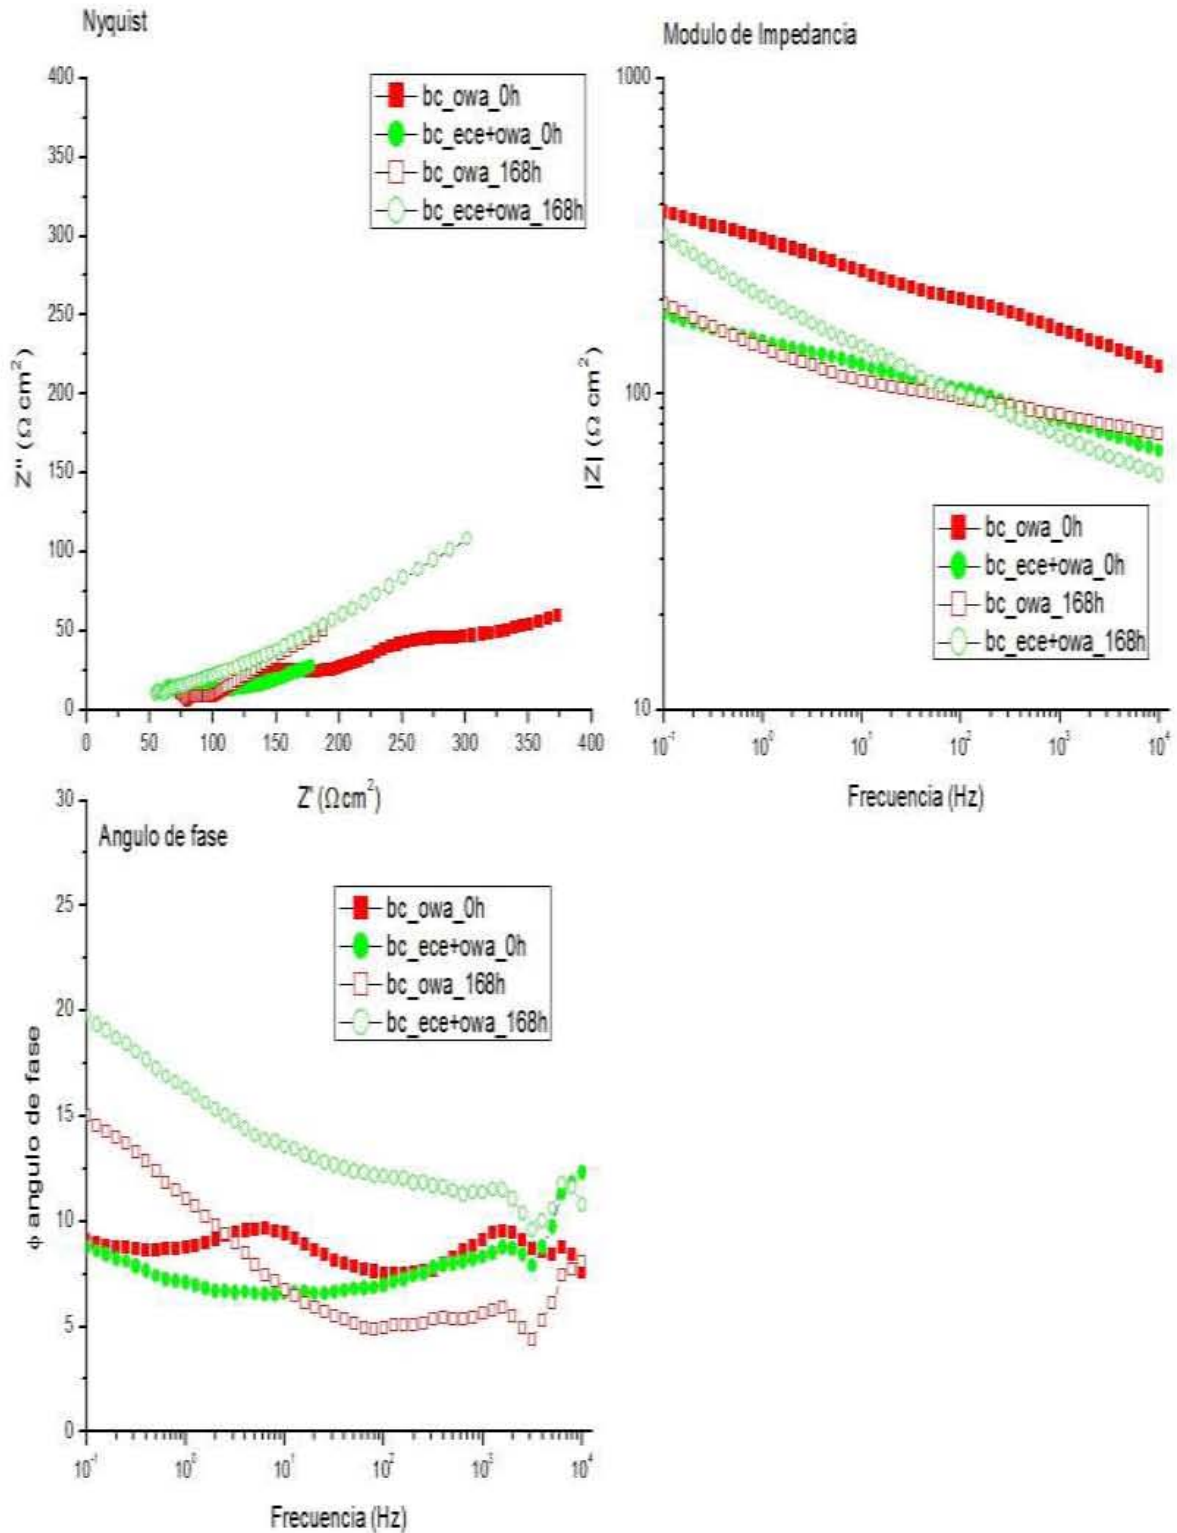 Nyquist
400
350
300
250
200
150
100
50
0
Z'' (Ω cm²)
bc_owa_0h
bc_ece+owa_0h
bc_owa_168h
bc_ece+owa_168h
0 50 100 150 200 250 300 350 400
Z' (Ωcm²)
Modulo de Impedancia
1000
100
10
|Z| (Ω cm²)
bc_owa_0h
bc_ece+owa_0h
bc_owa_168h
bc_ece+owa_168h
10⁻¹ 10⁰ 10¹ 10² 10³ 10⁴
Frecuencia (Hz)
Angulo de fase
30
25
20
15
10
5
0
ϕ angulo de fase
bc_owa_0h
bc_ece+owa_0h
bc_owa_168h
bc_ece+owa_168h
10⁻¹ 10⁰ 10¹ 10² 10³ 10⁴
Frecuencia (Hz)